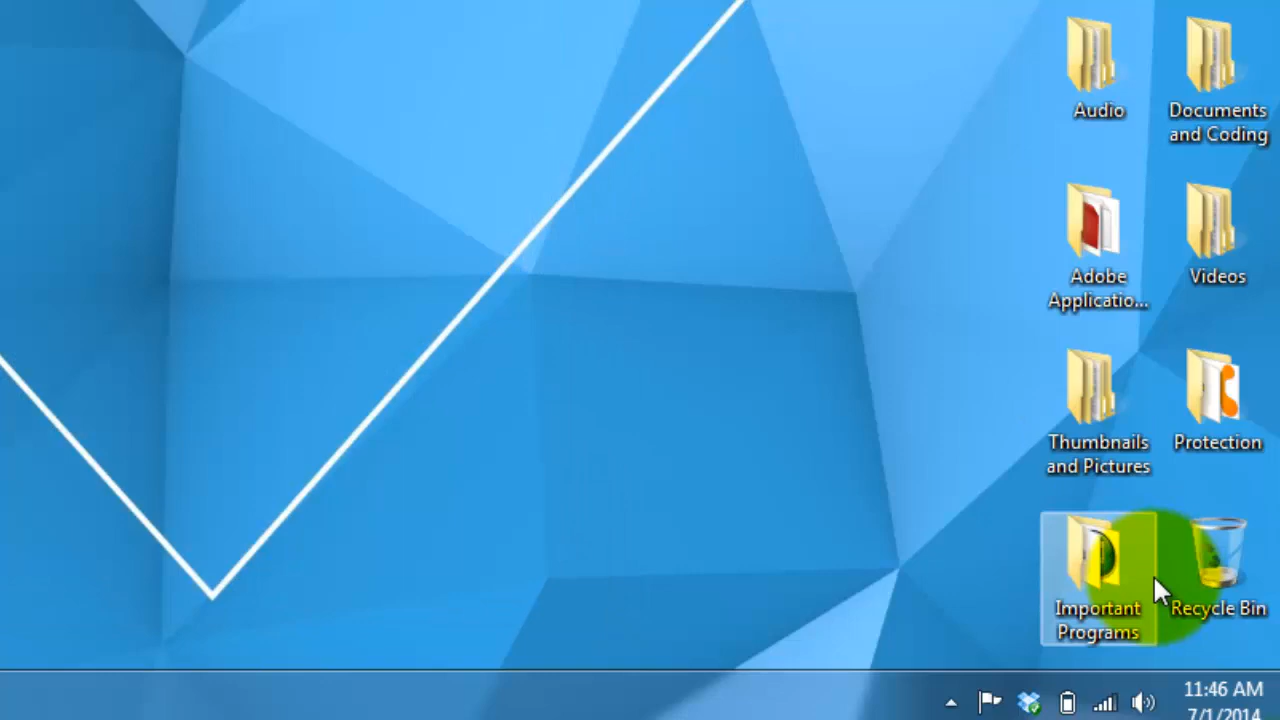 Audio
Documents
and Coding
Adobe
Applicatio...
Videos
Thumbnails
and Pictures
Protection
Important
Programs
Recycle Bin
11:46 AM
7/1/2014